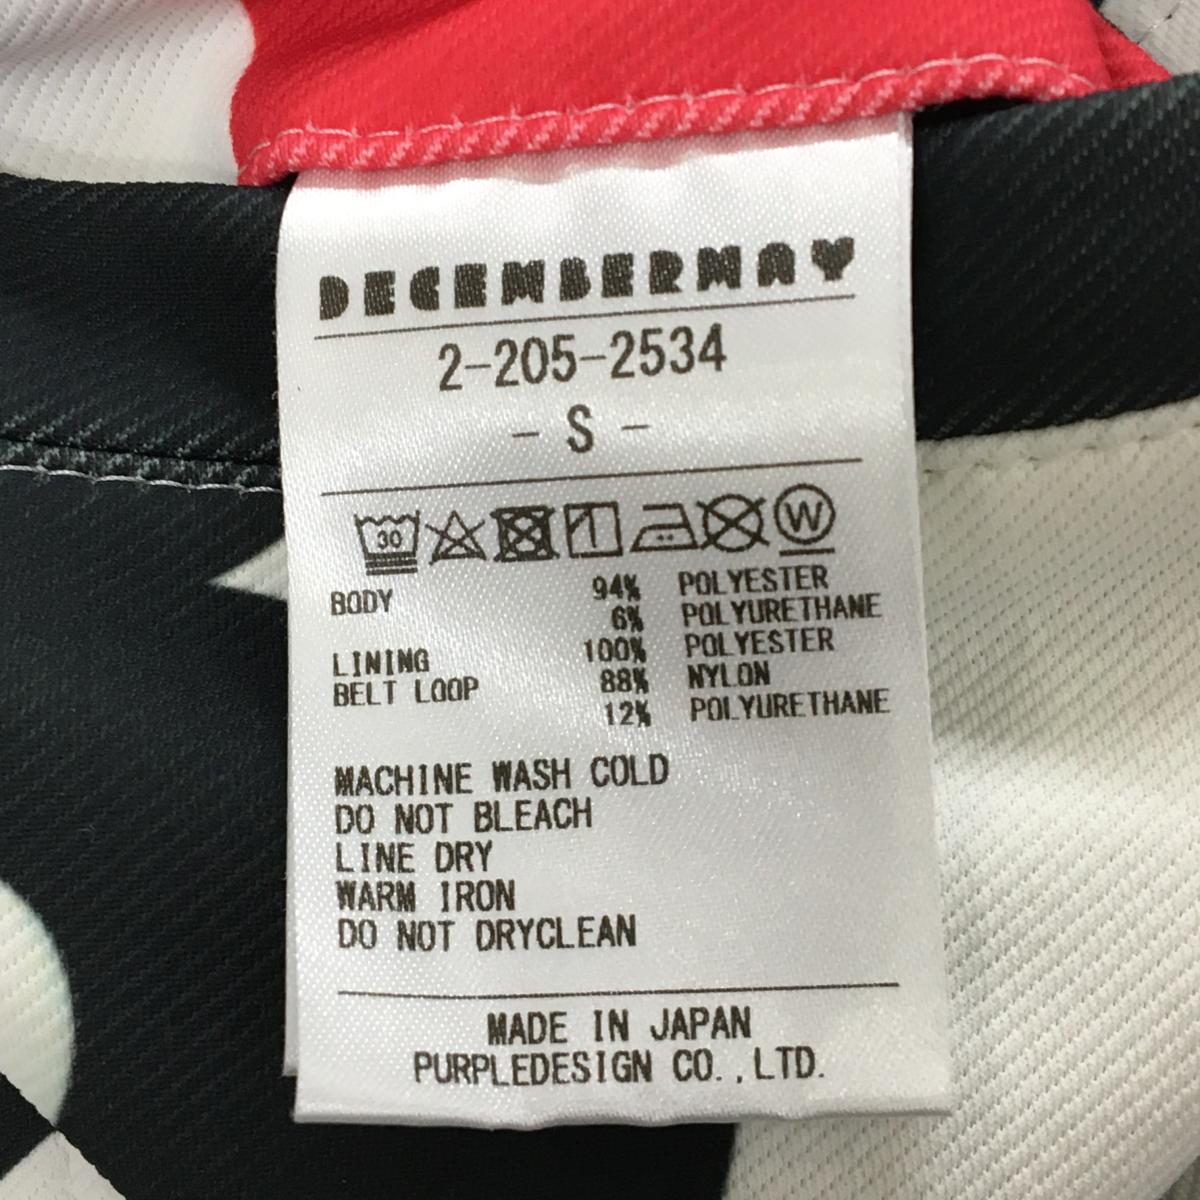 DECEMBERMAY
2-205-2534
- S -
30 W
BODY 94% POLYESTER
6% POLYURETHANE
LINING 100% POLYESTER
BELT LOOP 88% NYLON
12% POLYURETHANE
MACHINE WASH COLD
DO NOT BLEACH
LINE DRY
WARM IRON
DO NOT DRYCLEAN
MADE IN JAPAN
PURPLEDESIGN CO.,LTD.